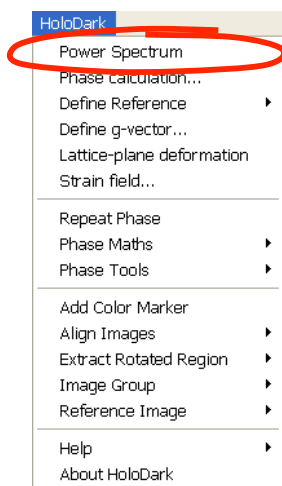 HoloDark
Power Spectrum
Phase calculation...
Define Reference
Define g-vector...
Lattice-plane deformation
Strain field...
Repeat Phase
Phase Maths
Phase Tools
Add Color Marker
Align Images
Extract Rotated Region
Image Group
Reference Image
Help
About HoloDark